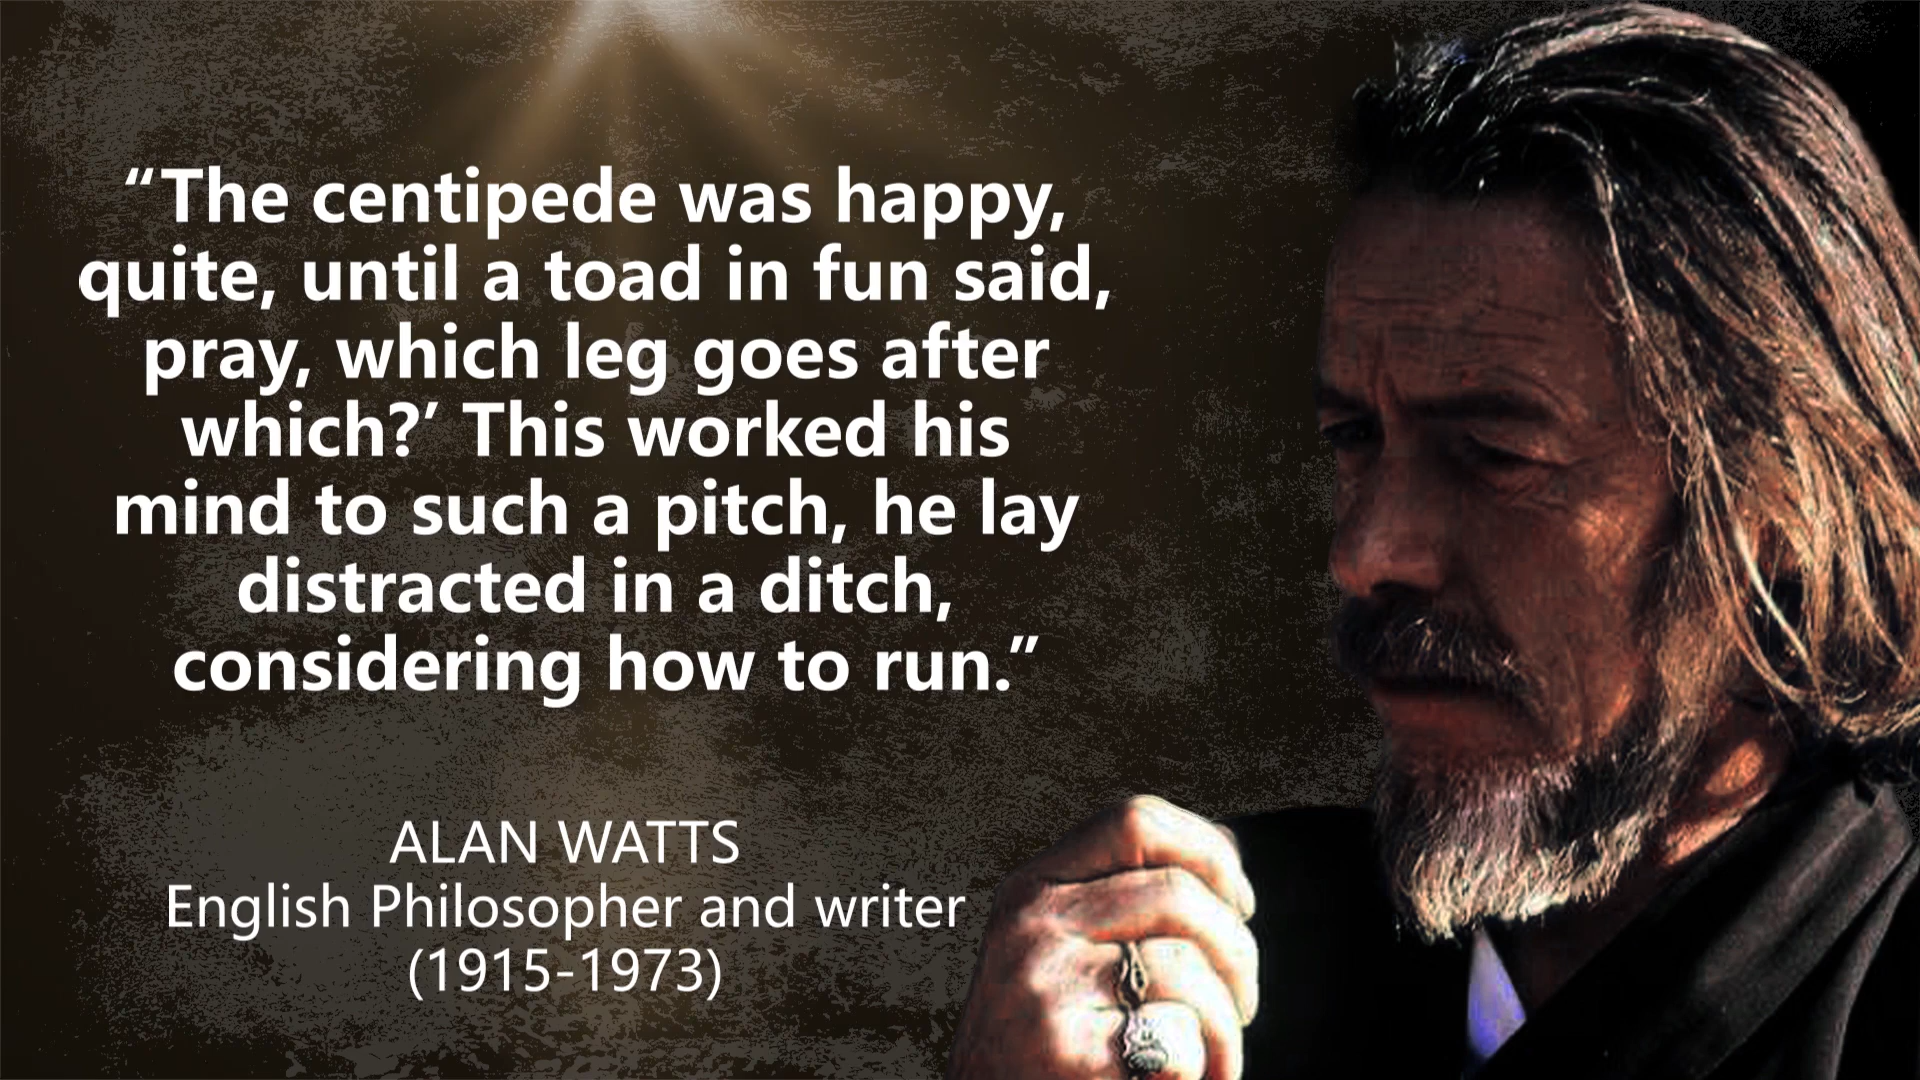 “The centipede was happy,
quite, until a toad in fun said,
pray, which leg goes after
which?’ This worked his
mind to such a pitch, he lay
distracted in a ditch,
considering how to run.”
ALAN WATTS
English Philosopher and writer
(1915-1973)